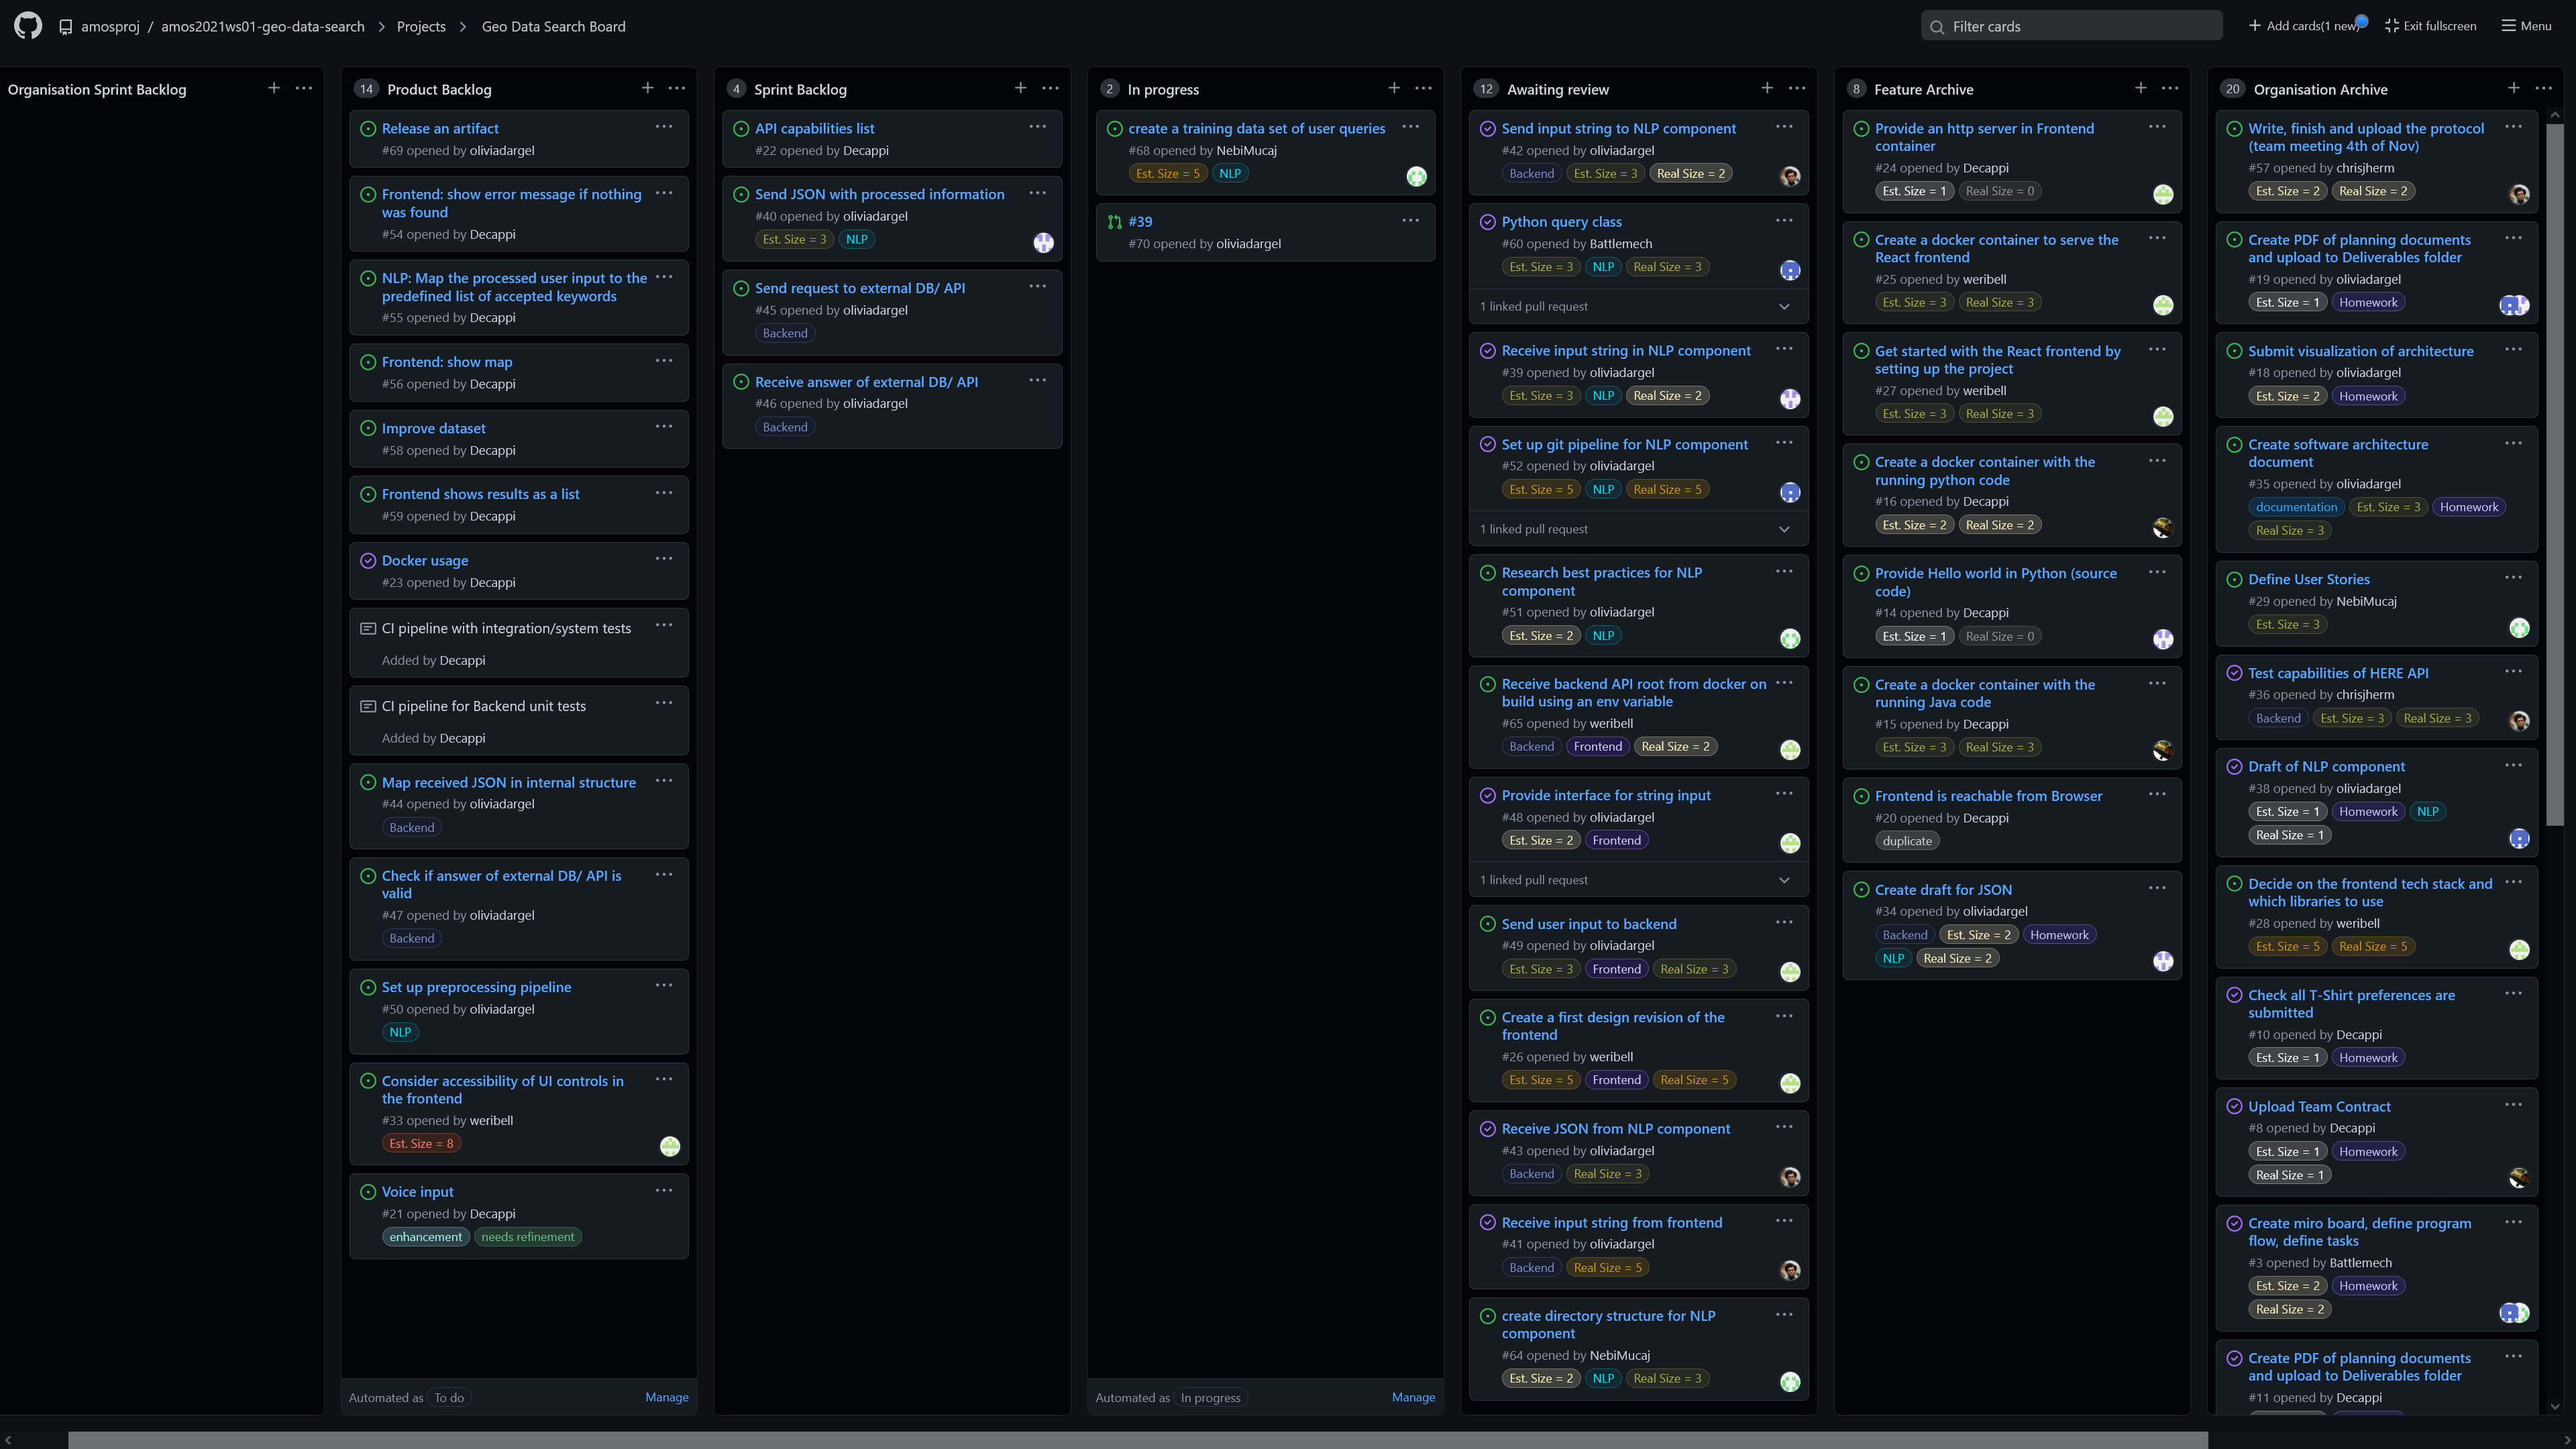 amosproj / amos2021ws01-geo-data-search > Projects > Geo Data Search Board
Filter cards
Add cards(1 new)
Exit fullscreen
Menu
Organisation Sprint Backlog
14 Product Backlog
Release an artifact
#69 opened by oliviadargel
Frontend: show error message if nothing
was found
#54 opened by Decappi
NLP: Map the processed user input to the
predefined list of accepted keywords
#55 opened by Decappi
Frontend: show map
#56 opened by Decappi
Improve dataset
#58 opened by Decappi
Frontend shows results as a list
#59 opened by Decappi
Docker usage
#23 opened by Decappi
CI pipeline with integration/system tests
Added by Decappi
CI pipeline for Backend unit tests
Added by Decappi
Map received JSON in internal structure
#44 opened by oliviadargel
Backend
Check if answer of external DB/ API is
valid
#47 opened by oliviadargel
Backend
Set up preprocessing pipeline
#50 opened by oliviadargel
NLP
Consider accessibility of UI controls in
the frontend
#33 opened by weribell
Est. Size = 8
Voice input
#21 opened by Decappi
enhancement needs refinement
Automated as To do Manage
4 Sprint Backlog
API capabilities list
#22 opened by Decappi
Send JSON with processed information
#40 opened by oliviadargel
Est. Size = 3 NLP
Send request to external DB/ API
#45 opened by oliviadargel
Backend
Receive answer of external DB/ API
#46 opened by oliviadargel
Backend
2 In progress
create a training data set of user queries
#68 opened by NebiMucaj
Est. Size = 5 NLP
#39
#70 opened by oliviadargel
Automated as In progress Manage
12 Awaiting review
Send input string to NLP component
#42 opened by oliviadargel
Backend Est. Size = 3 Real Size = 2
Python query class
#60 opened by Battlemech
Est. Size = 3 NLP Real Size = 3
1 linked pull request
Receive input string in NLP component
#39 opened by oliviadargel
Est. Size = 3 NLP Real Size = 2
Set up git pipeline for NLP component
#52 opened by oliviadargel
Est. Size = 5 NLP Real Size = 5
1 linked pull request
Research best practices for NLP
component
#51 opened by oliviadargel
Est. Size = 2 NLP
Receive backend API root from docker on
build using an env variable
#65 opened by weribell
Backend Frontend Real Size = 2
Provide interface for string input
#48 opened by oliviadargel
Est. Size = 2 Frontend
1 linked pull request
Send user input to backend
#49 opened by oliviadargel
Est. Size = 3 Frontend Real Size = 3
Create a first design revision of the
frontend
#26 opened by weribell
Est. Size = 5 Frontend Real Size = 5
Receive JSON from NLP component
#43 opened by oliviadargel
Backend Real Size = 3
Receive input string from frontend
#41 opened by oliviadargel
Backend Real Size = 5
create directory structure for NLP
component
#64 opened by NebiMucaj
Est. Size = 2 NLP Real Size = 3
8 Feature Archive
Provide an http server in Frontend
container
#24 opened by Decappi
Est. Size = 1 Real Size = 0
Create a docker container to serve the
React frontend
#25 opened by weribell
Est. Size = 3 Real Size = 3
Get started with the React frontend by
setting up the project
#27 opened by weribell
Est. Size = 3 Real Size = 3
Create a docker container with the
running python code
#16 opened by Decappi
Est. Size = 2 Real Size = 2
Provide Hello world in Python (source
code)
#14 opened by Decappi
Est. Size = 1 Real Size = 0
Create a docker container with the
running Java code
#15 opened by Decappi
Est. Size = 3 Real Size = 3
Frontend is reachable from Browser
#20 opened by Decappi
duplicate
Create draft for JSON
#34 opened by oliviadargel
Backend Est. Size = 2 Homework
NLP Real Size = 2
20 Organisation Archive
Write, finish and upload the protocol
(team meeting 4th of Nov)
#57 opened by chrisjherm
Est. Size = 2 Real Size = 2
Create PDF of planning documents
and upload to Deliverables folder
#19 opened by oliviadargel
Est. Size = 1 Homework
Submit visualization of architecture
#18 opened by oliviadargel
Est. Size = 2 Homework
Create software architecture
document
#35 opened by oliviadargel
documentation Est. Size = 3 Homework
Real Size = 3
Define User Stories
#29 opened by NebiMucaj
Est. Size = 3
Test capabilities of HERE API
#36 opened by chrisjherm
Backend Est. Size = 3 Real Size = 3
Draft of NLP component
#38 opened by oliviadargel
Est. Size = 1 Homework NLP
Real Size = 1
Decide on the frontend tech stack and
which libraries to use
#28 opened by weribell
Est. Size = 5 Real Size = 5
Check all T-Shirt preferences are
submitted
#10 opened by Decappi
Est. Size = 1 Homework
Upload Team Contract
#8 opened by Decappi
Est. Size = 1 Homework
Real Size = 1
Create miro board, define program
flow, define tasks
#3 opened by Battlemech
Est. Size = 2 Homework
Real Size = 2
Create PDF of planning documents
and upload to Deliverables folder
#11 opened by Decappi